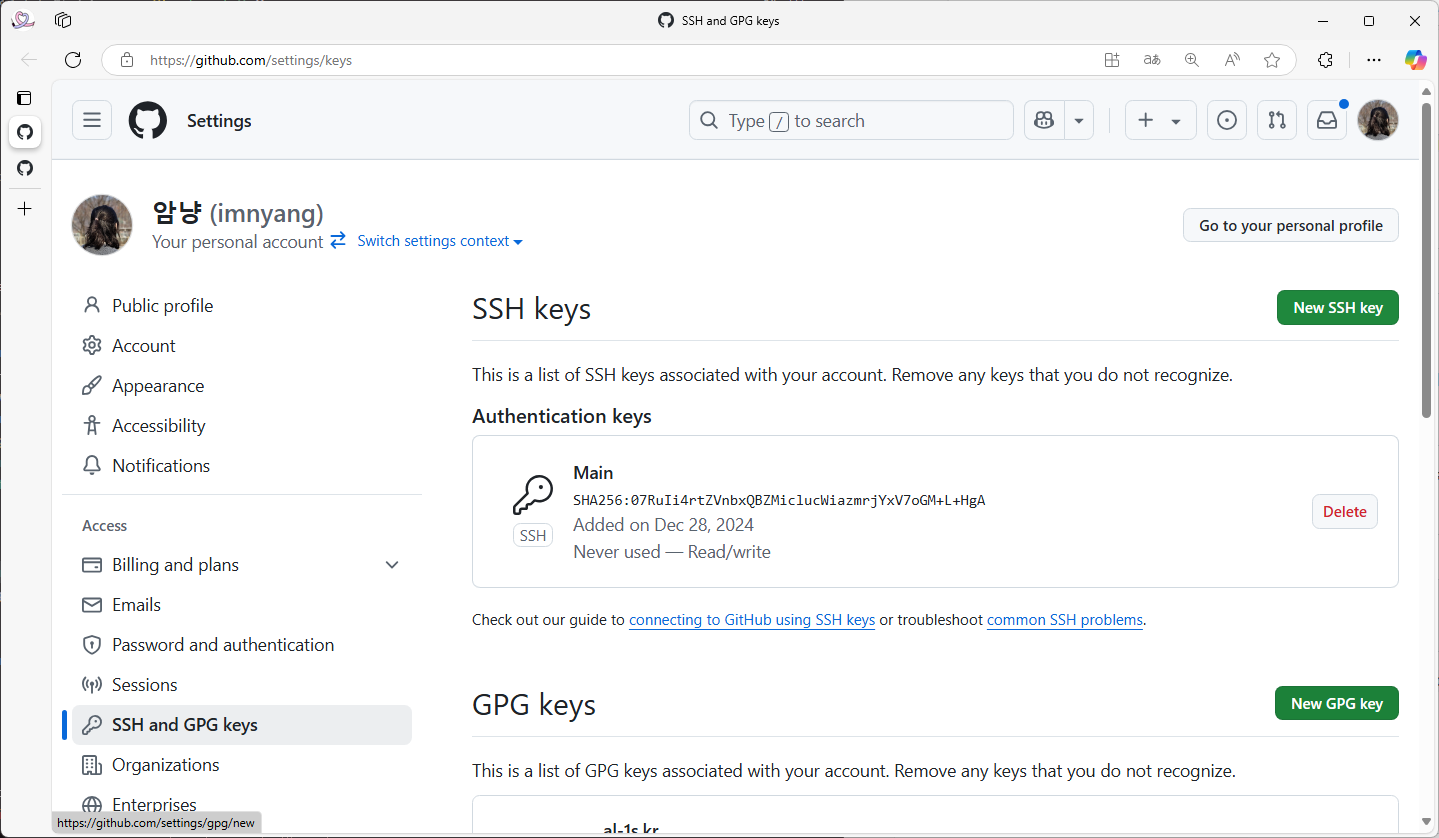 SSH and GPG keys
https://github.com/settings/keys
Settings
Type / to search
암냥 (imnyang)
Your personal account Switch settings context
Go to your personal profile
Public profile
Account
Appearance
Accessibility
Notifications
Access
Billing and plans
Emails
Password and authentication
Sessions
SSH and GPG keys
Organizations
Enterprises
SSH keys
New SSH key
This is a list of SSH keys associated with your account. Remove any keys that you do not recognize.
Authentication keys
Main
SHA256:07RuIi4rtZVnbxQBZMiclucWiazmrjYxV7oGM+L+HgA
SSH
Added on Dec 28, 2024
Never used — Read/write
Delete
Check out our guide to connecting to GitHub using SSH keys or troubleshoot common SSH problems.
GPG keys
New GPG key
This is a list of GPG keys associated with your account. Remove any keys that you do not recognize.
al-1s.kr
https://github.com/settings/gpg/new